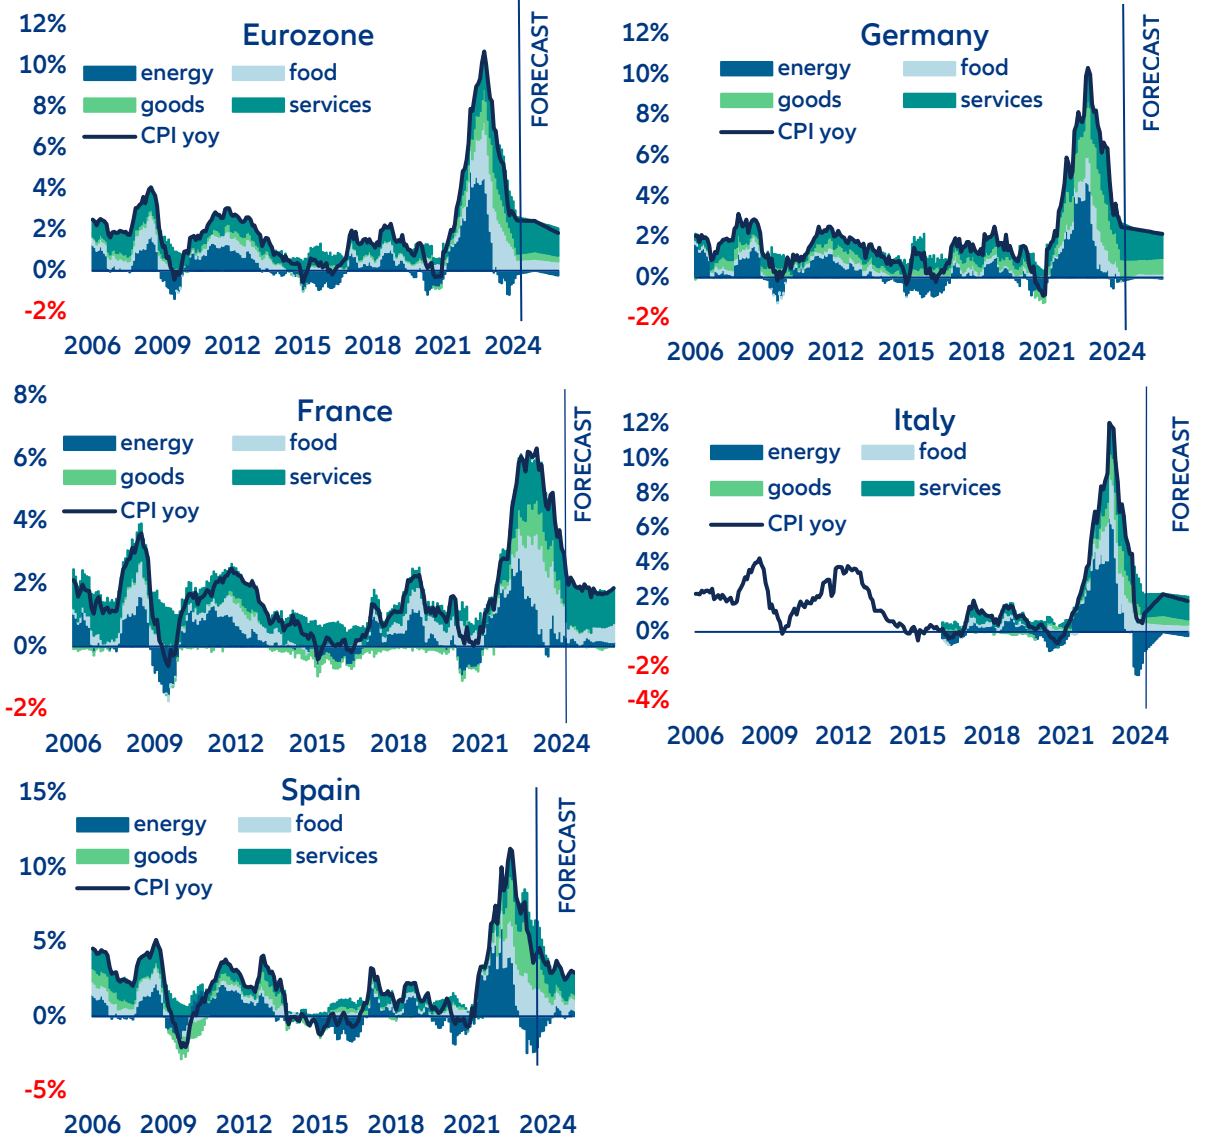 Eurozone
12%
10%
8%
6%
4%
2%
0%
-2%
energy food
goods services
CPI yoy
FORECAST
2006 2009 2012 2015 2018 2021 2024
Germany
12%
10%
8%
6%
4%
2%
0%
-2%
energy food
goods services
CPI yoy
FORECAST
2006 2009 2012 2015 2018 2021 2024
France
8%
6%
4%
2%
0%
-2%
energy food
goods services
CPI yoy
FORECAST
2006 2009 2012 2015 2018 2021 2024
Italy
12%
10%
8%
6%
4%
2%
0%
-2%
-4%
energy food
goods services
CPI yoy
FORECAST
2006 2009 2012 2015 2018 2021 2024
Spain
15%
10%
5%
0%
-5%
energy food
goods services
CPI yoy
FORECAST
2006 2009 2012 2015 2018 2021 2024